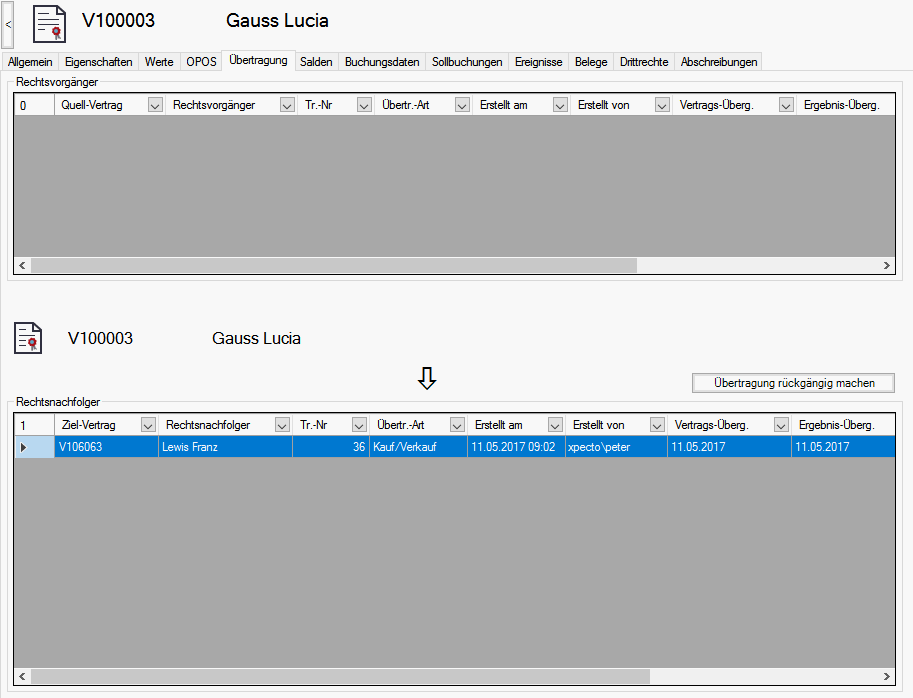 <
V100003 Gauss Lucia
Allgemein Eigenschaften Werte OPOS Übertragung Salden Buchungsdaten Sollbuchungen Ereignisse Belege Drittrechte Abschreibungen
Rechtsvorgänger
0 Quell-Vertrag Rechtsvorgänger Tr.-Nr Übertr.-Art Erstellt am Erstellt von Vertrags-Überg. Ergebnis-Überg.
V100003 Gauss Lucia
Übertragung rückgängig machen
Rechtsnachfolger
1 Ziel-Vertrag Rechtsnachfolger Tr.-Nr Übertr.-Art Erstellt am Erstellt von Vertrags-Überg. Ergebnis-Überg.
V106063 Lewis Franz 36 Kauf/Verkauf 11.05.2017 09:02 xpecto\peter 11.05.2017 11.05.2017